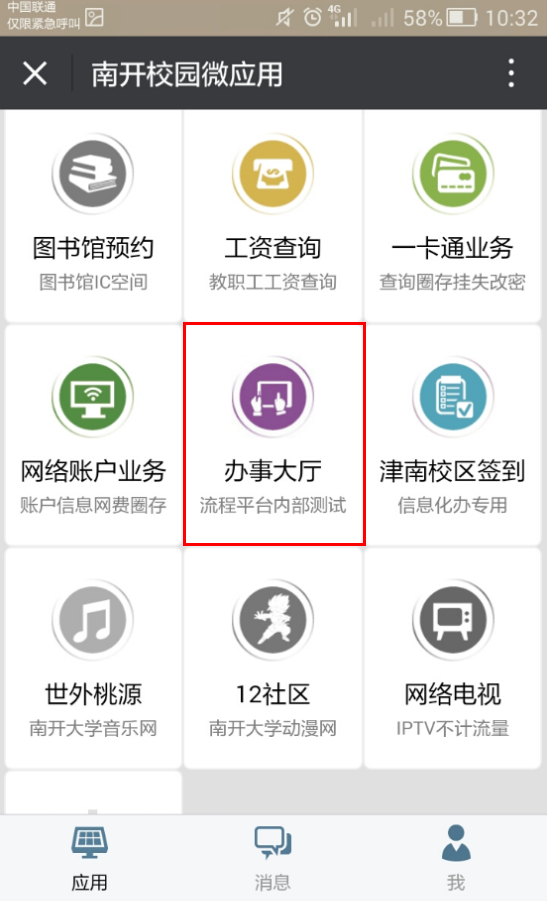 中国联通
仅限紧急呼叫
4G
58%
10:32
南开校园微应用
图书馆预约
图书馆IC空间
工资查询
教职工工资查询
一卡通业务
查询圈存挂失改密
网络账户业务
账户信息网费圈存
办事大厅
流程平台内部测试
津南校区签到
信息化办专用
世外桃源
南开大学音乐网
12社区
南开大学动漫网
网络电视
IPTV不计流量
应用
消息
我